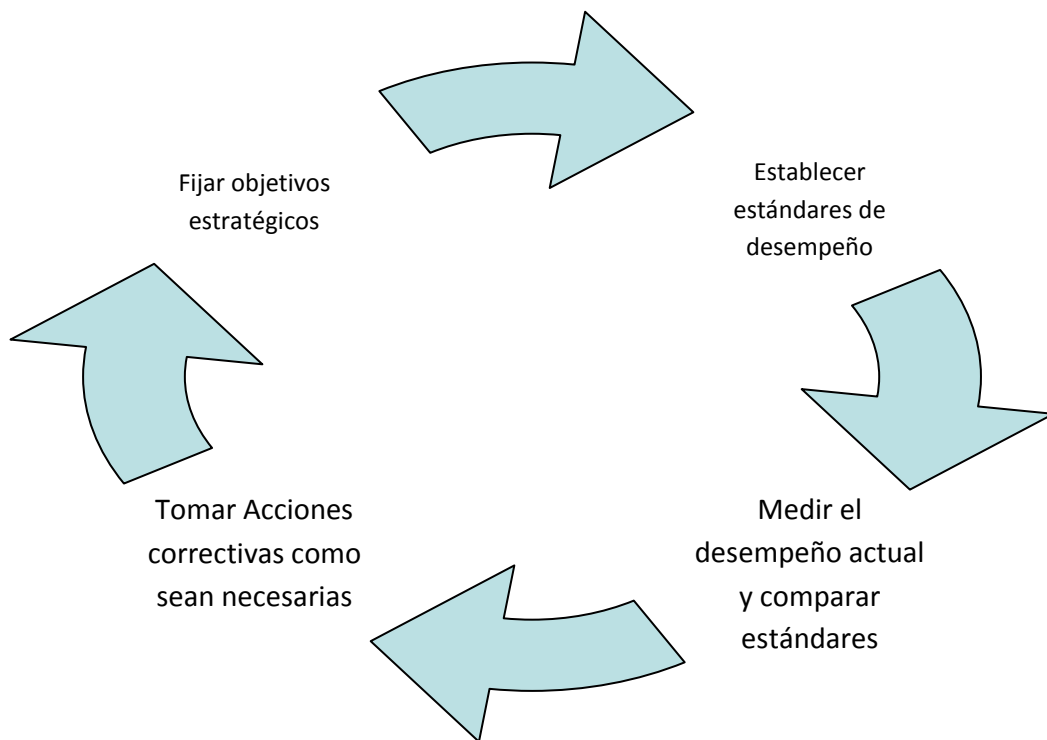 Fijar objetivos
estratégicos
Establecer
estándares de
desempeño
Medir el
desempeño actual
y comparar
estándares
Tomar Acciones
correctivas como
sean necesarias